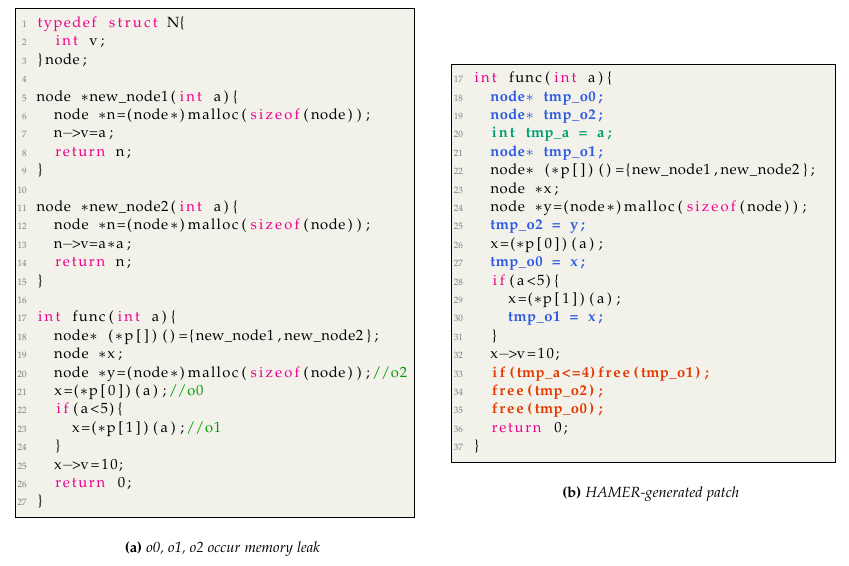 1 typedef struct N{
2 int v;
3 }node;
4
5 node *new_node1(int a){
6 node *n=(node*)malloc(sizeof(node));
7 n->v=a;
8 return n;
9 }
10
11 node *new_node2(int a){
12 node *n=(node*)malloc(sizeof(node));
13 n->v=a*a;
14 return n;
15 }
16
17 int func(int a){
18 node* (*p[])()={new_node1,new_node2};
19 node *x;
20 node *y=(node*)malloc(sizeof(node));//o2
21 x=(*p[0])(a);//o0
22 if(a<5){
23 x=(*p[1])(a);//o1
24 }
25 x->v=10;
26 return 0;
27 }
(a) o0, o1, o2 occur memory leak
17 int func(int a){
18 node* tmp_o0;
19 node* tmp_o2;
20 int tmp_a = a;
21 node* tmp_o1;
22 node* (*p[])()={new_node1,new_node2};
23 node *x;
24 node *y=(node*)malloc(sizeof(node));
25 tmp_o2 = y;
26 x=(*p[0])(a);
27 tmp_o0 = x;
28 if(a<5){
29 x=(*p[1])(a);
30 tmp_o1 = x;
31 }
32 x->v=10;
33 if(tmp_a<=4)free(tmp_o1);
34 free(tmp_o2);
35 free(tmp_o0);
36 return 0;
37 }
(b) HAMER-generated patch